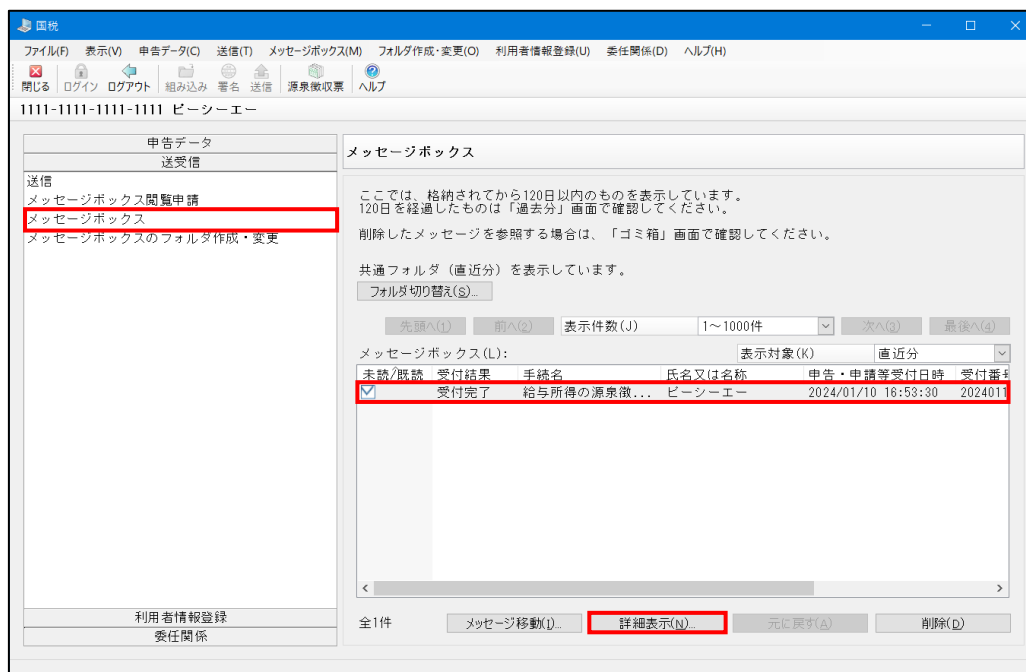 国税
ファイル(F) 表示(V) 申告データ(C) 送信(T) メッセージボックス(M) フォルダ作成・変更(O) 利用者情報登録(U) 委任関係(D) ヘルプ(H)
閉じる ログイン ログアウト 組み込み 署名 送信 源泉徴収票 ヘルプ
1111-1111-1111-1111 ピーシーエー
申告データ
送受信
送信
メッセージボックス閲覧申請
メッセージボックス
メッセージボックスのフォルダ作成・変更
利用者情報登録
委任関係
メッセージボックス
ここでは、格納されてから120日以内のものを表示しています。
120日を経過したものは「過去分」画面で確認してください。
削除したメッセージを参照する場合は、「ゴミ箱」画面で確認してください。
共通フォルダ（直近分）を表示しています。
フォルダ切り替え(S)...
先頭へ(1) 前へ(2) 表示件数(J) 1～1000件 次へ(3) 最後へ(4)
メッセージボックス(L): 表示対象(K) 直近分
未読/既読 受付結果 手続名 氏名又は名称 申告・申請等受付日時 受付番
受付完了 給与所得の源泉徴... ピーシーエー 2024/01/10 16:53:30 2024011
全1件 メッセージ移動(I)... 詳細表示(N)... 元に戻す(A) 削除(D)